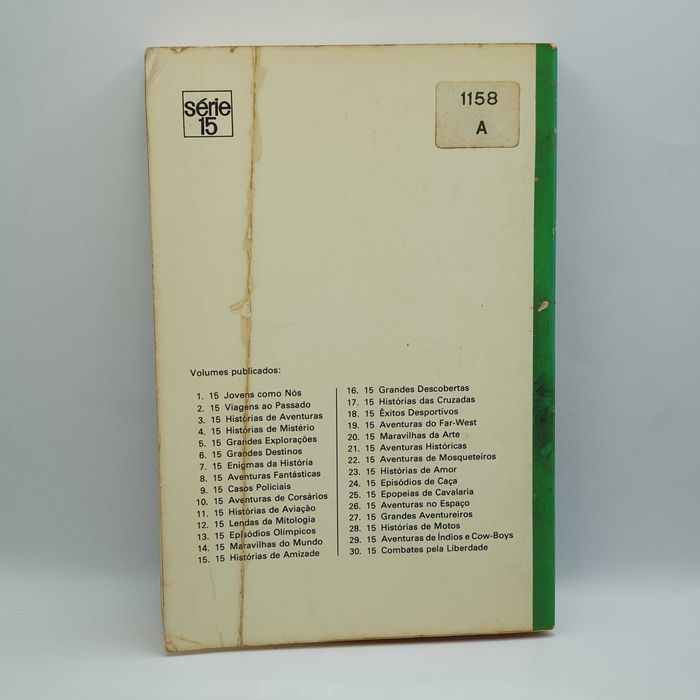 série
15
1158
A
Volumes publicados:
1. 15 Jovens como Nós
2. 15 Viagens ao Passado
3. 15 Histórias de Aventuras
4. 15 Histórias de Mistério
5. 15 Grandes Explorações
6. 15 Grandes Destinos
7. 15 Enigmas da História
8. 15 Aventuras Fantásticas
9. 15 Casos Policiais
10. 15 Aventuras de Corsários
11. 15 Histórias de Aviação
12. 15 Lendas da Mitologia
13. 15 Episódios Olímpicos
14. 15 Maravilhas do Mundo
15. 15 Histórias de Amizade
16. 15 Grandes Descobertas
17. 15 Histórias das Cruzadas
18. 15 Êxitos Desportivos
19. 15 Aventuras do Far-West
20. 15 Maravilhas da Arte
21. 15 Aventuras Históricas
22. 15 Aventuras de Mosqueteiros
23. 15 Histórias de Amor
24. 15 Episódios de Caça
25. 15 Epopeias de Cavalaria
26. 15 Aventuras no Espaço
27. 15 Grandes Aventureiros
28. 15 Histórias de Motos
29. 15 Aventuras de Índios e Cow-Boys
30. 15 Combates pela Liberdade